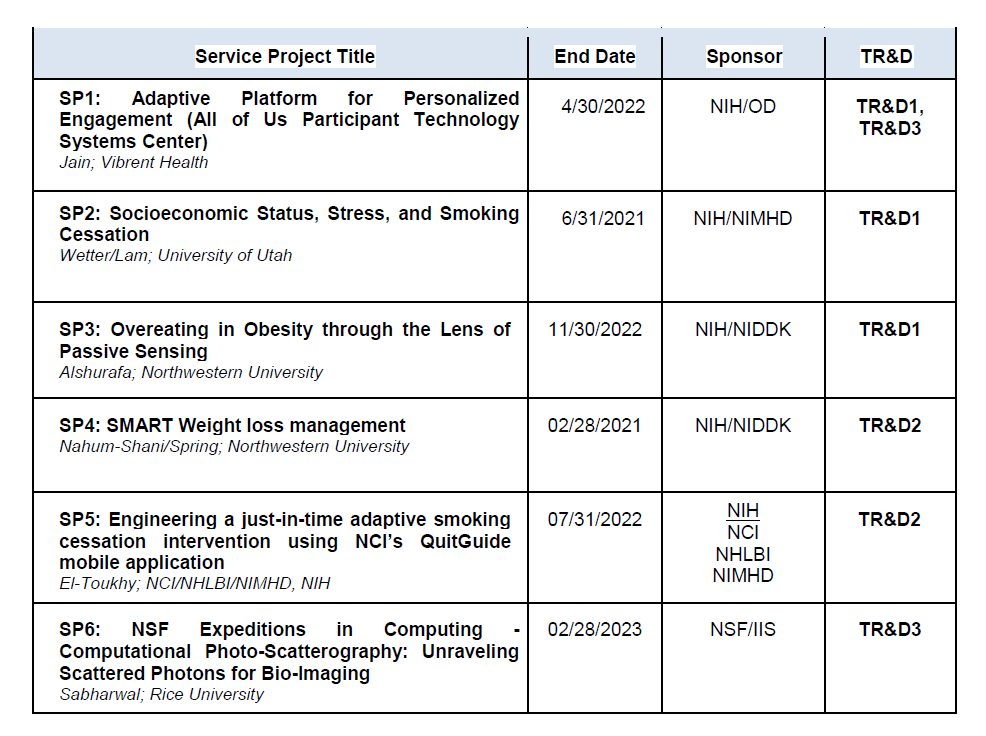 Service Project Title End Date Sponsor TR&D
SP1: Adaptive Platform for Personalized
Engagement (All of Us Participant Technology
Systems Center)
Jain; Vibrent Health
4/30/2022
NIH/OD
TR&D1,
TR&D3
SP2: Socioeconomic Status, Stress, and Smoking
Cessation
Wetter/Lam; University of Utah
6/31/2021
NIH/NIMHD
TR&D1
SP3: Overeating in Obesity through the Lens of
Passive Sensing
Alshurafa; Northwestern University
11/30/2022
NIH/NIDDK
TR&D1
SP4: SMART Weight loss management
Nahum-Shani/Spring; Northwestern University
02/28/2021
NIH/NIDDK
TR&D2
SP5: Engineering a just-in-time adaptive smoking
cessation intervention using NCI’s QuitGuide
mobile application
El-Toukhy; NCI/NHLBI/NIMHD, NIH
07/31/2022
NIH
NCI
NHLBI
NIMHD
TR&D2
SP6: NSF Expeditions in Computing -
Computational Photo-Scatterography: Unraveling
Scattered Photons for Bio-Imaging
Sabharwal; Rice University
02/28/2023
NSF/IIS
TR&D3